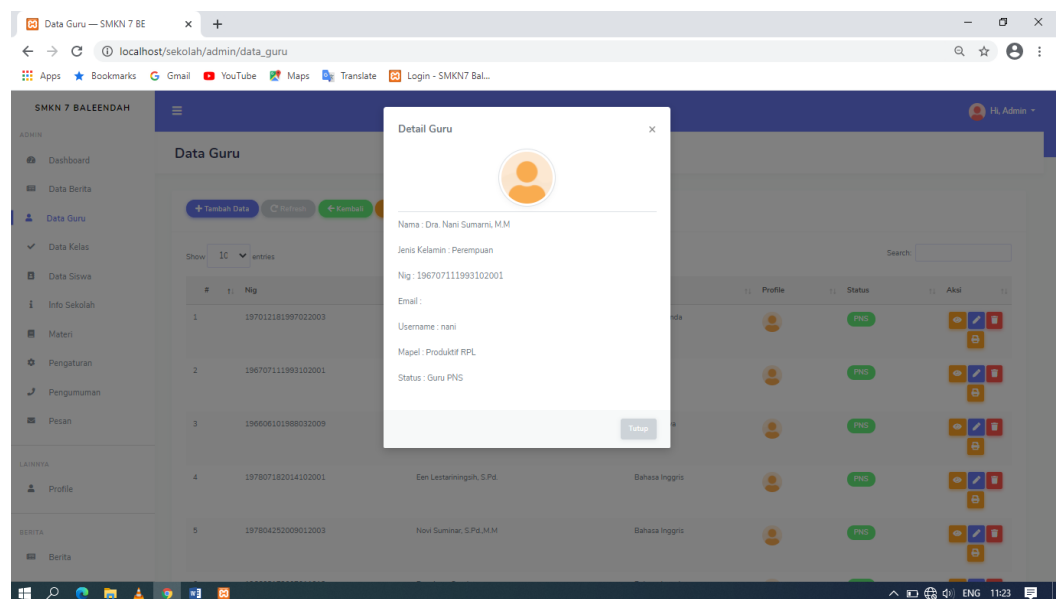 Data Guru — SMKN 7 BE
localhost/sekolah/admin/data_guru
Apps Bookmarks Gmail YouTube Maps Translate Login - SMKN7 Bal...
SMKN 7 BALEENDAH
Hi, Admin
ADMIN
Dashboard
Data Berita
Data Guru
Data Kelas
Data Siswa
Info Sekolah
Materi
Pengaturan
Pengumuman
Pesan
LAINNYA
Profile
BERITA
Berita
Data Guru
+ Tambah Data Refresh Kembali
Show 10 entries
Search:
# Nig Profile Status Aksi
1 197012181997022003 nda PNS
2 196707111993102001 PNS
3 196606101988032009 PNS
4 197807182014102001 Een Lestariningsih, S.Pd. Bahasa Inggris PNS
5 197804252009012003 Novi Suminar, S.Pd.,M.M Bahasa Inggris PNS
Detail Guru ×
Nama : Dra. Nani Sumarni, M.M
Jenis Kelamin : Perempuan
Nig : 196707111993102001
Email :
Username : nani
Mapel : Produktif RPL
Status : Guru PNS
Tutup
ENG 11:23